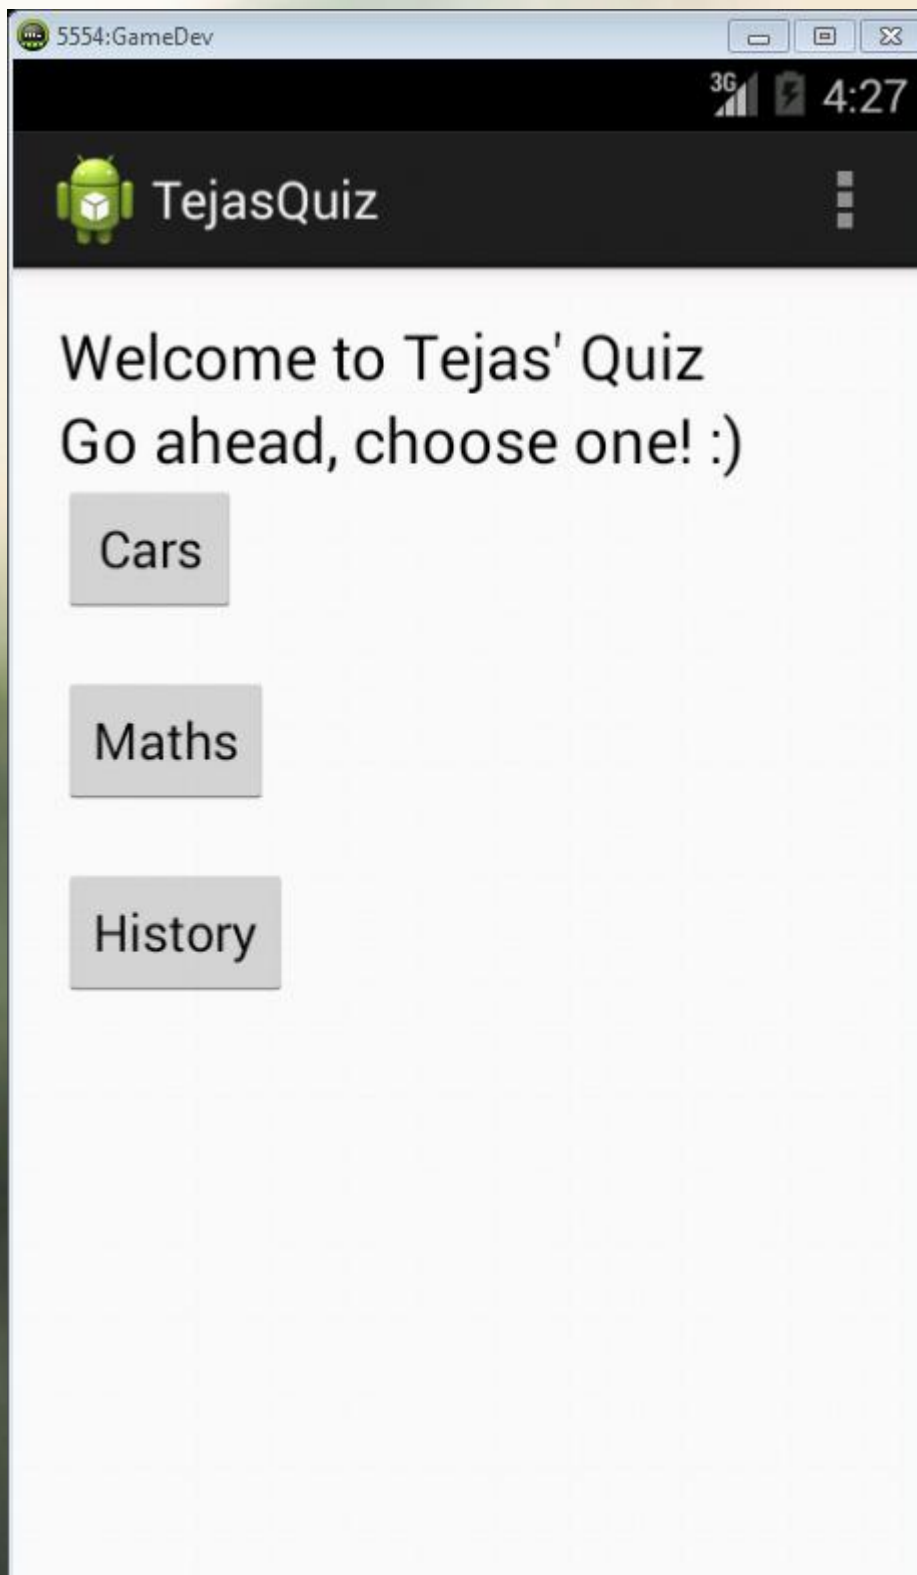 5554:GameDev
3G 4:27
TejasQuiz
Welcome to Tejas' Quiz
Go ahead, choose one! :)
Cars
Maths
History